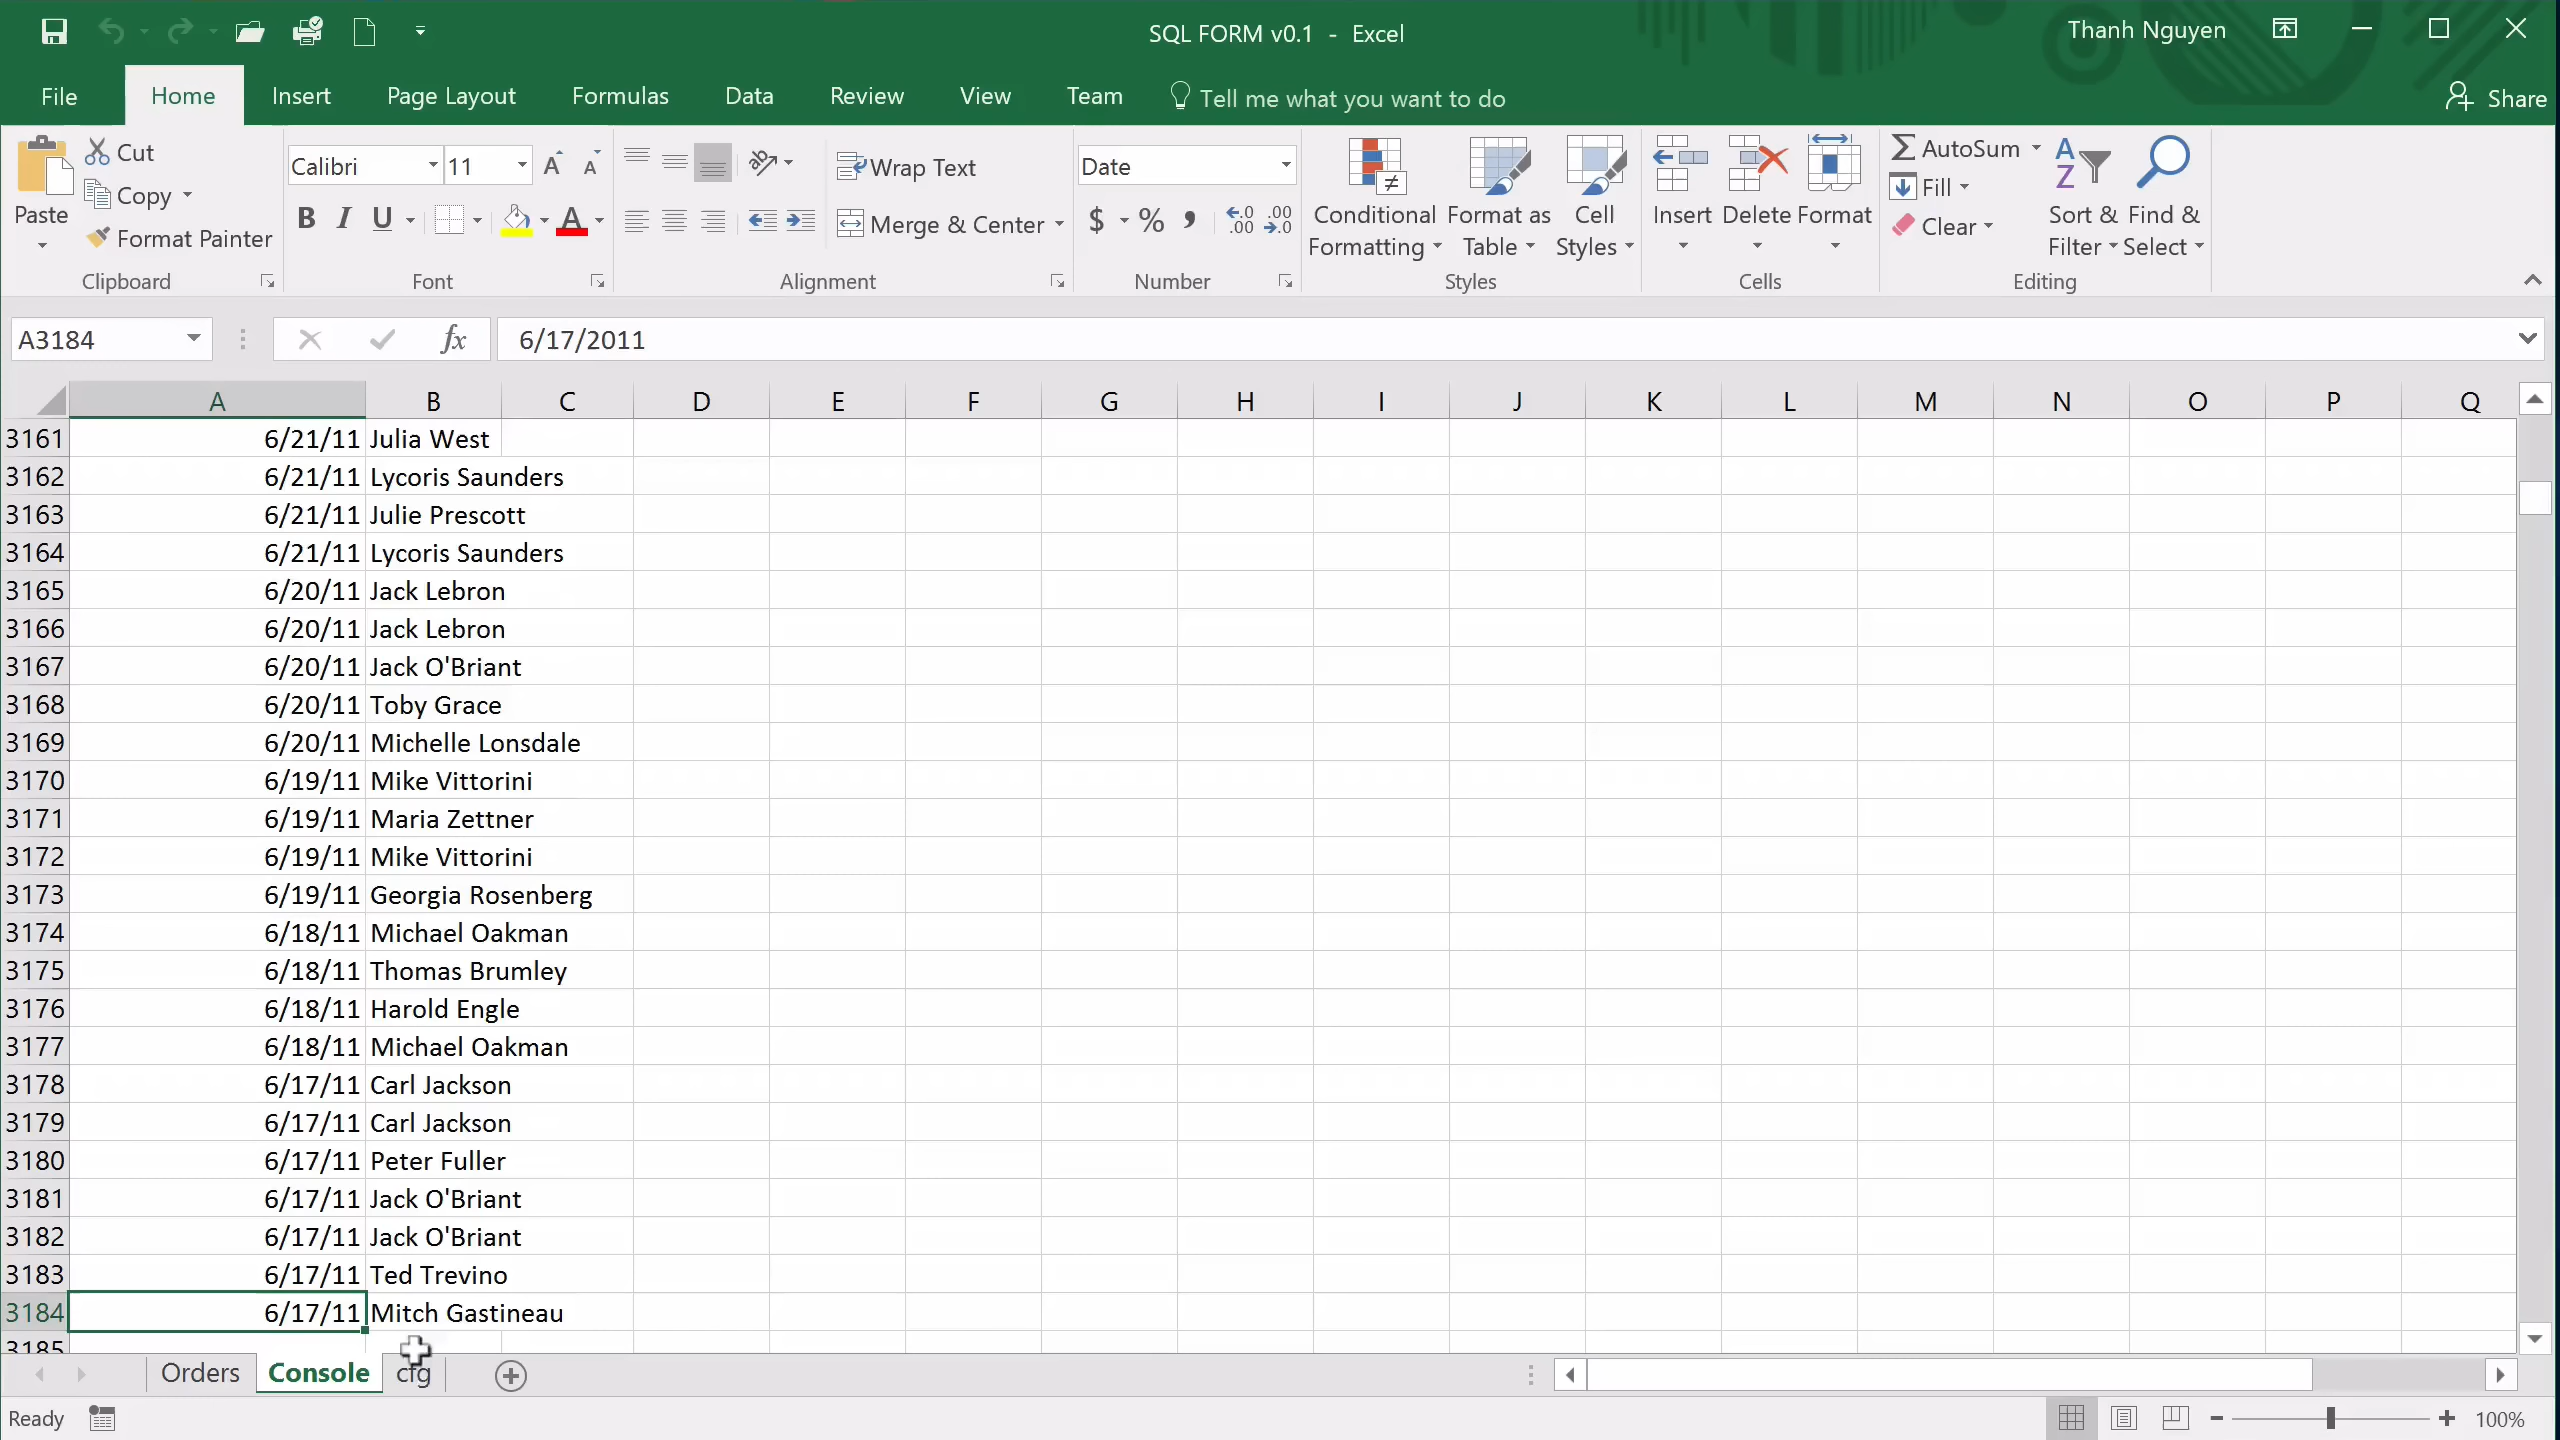 SQL FORM v0.1 - Excel
Thanh Nguyen
File Home Insert Page Layout Formulas Data Review View Team Tell me what you want to do Share
Paste
Cut
Copy
Format Painter
Clipboard
Calibri 11
A A
B I U A
Font
Wrap Text
Merge & Center
Alignment
Date
$ % , .0 .00 .00 .0
Number
Conditional Formatting
Format as Table
Cell Styles
Styles
Insert Delete Format
Cells
AutoSum
Fill
Clear
A Z
Sort & Filter
Find & Select
Editing
A3184 fx 6/17/2011
A B C D E F G H I J K L M N O P Q
3161 6/21/11 Julia West
3162 6/21/11 Lycoris Saunders
3163 6/21/11 Julie Prescott
3164 6/21/11 Lycoris Saunders
3165 6/20/11 Jack Lebron
3166 6/20/11 Jack Lebron
3167 6/20/11 Jack O'Briant
3168 6/20/11 Toby Grace
3169 6/20/11 Michelle Lonsdale
3170 6/19/11 Mike Vittorini
3171 6/19/11 Maria Zettner
3172 6/19/11 Mike Vittorini
3173 6/19/11 Georgia Rosenberg
3174 6/18/11 Michael Oakman
3175 6/18/11 Thomas Brumley
3176 6/18/11 Harold Engle
3177 6/18/11 Michael Oakman
3178 6/17/11 Carl Jackson
3179 6/17/11 Carl Jackson
3180 6/17/11 Peter Fuller
3181 6/17/11 Jack O'Briant
3182 6/17/11 Jack O'Briant
3183 6/17/11 Ted Trevino
3184 6/17/11 Mitch Gastineau
3185
Orders Console cfg
Ready 100%